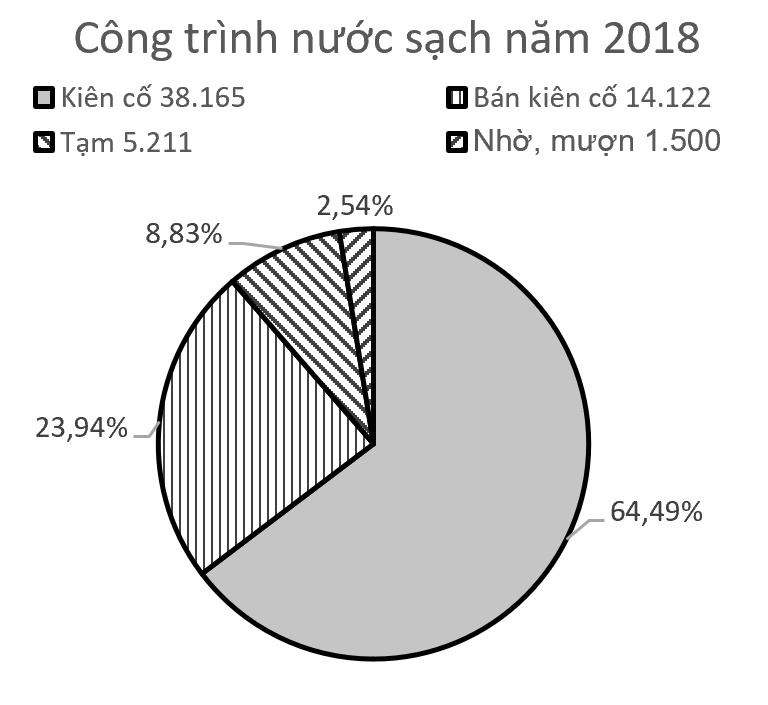 Công trình nước sạch năm 2018
Kiên cố 38.165
Bán kiên cố 14.122
Tạm 5.211
Nhờ, mượn 1.500
2,54%
8,83%
23,94%
64,49%